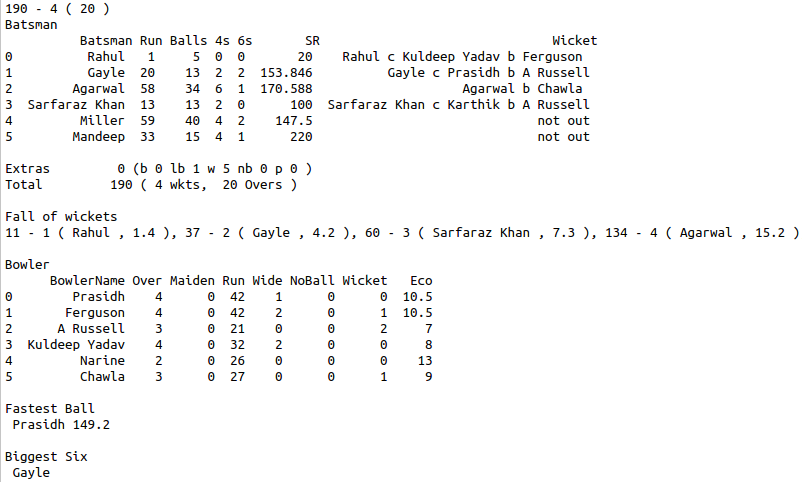 190 - 4 ( 20 )
Batsman
Batsman Run Balls 4s 6s SR Wicket
0 Rahul 1 5 0 0 20 Rahul c Kuldeep Yadav b Ferguson
1 Gayle 20 13 2 2 153.846 Gayle c Prasidh b A Russell
2 Agarwal 58 34 6 1 170.588 Agarwal b Chawla
3 Sarfaraz Khan 13 13 2 0 100 Sarfaraz Khan c Karthik b A Russell
4 Miller 59 40 4 2 147.5 not out
5 Mandeep 33 15 4 1 220 not out
Extras 0 (b 0 lb 1 w 5 nb 0 p 0 )
Total 190 ( 4 wkts, 20 Overs )
Fall of wickets
11 - 1 ( Rahul , 1.4 ), 37 - 2 ( Gayle , 4.2 ), 60 - 3 ( Sarfaraz Khan , 7.3 ), 134 - 4 ( Agarwal , 15.2 )
Bowler
BowlerName Over Maiden Run Wide NoBall Wicket Eco
0 Prasidh 4 0 42 1 0 0 10.5
1 Ferguson 4 0 42 2 0 1 10.5
2 A Russell 3 0 21 0 0 2 7
3 Kuldeep Yadav 4 0 32 2 0 0 8
4 Narine 2 0 26 0 0 0 13
5 Chawla 3 0 27 0 0 1 9
Fastest Ball
Prasidh 149.2
Biggest Six
Gayle